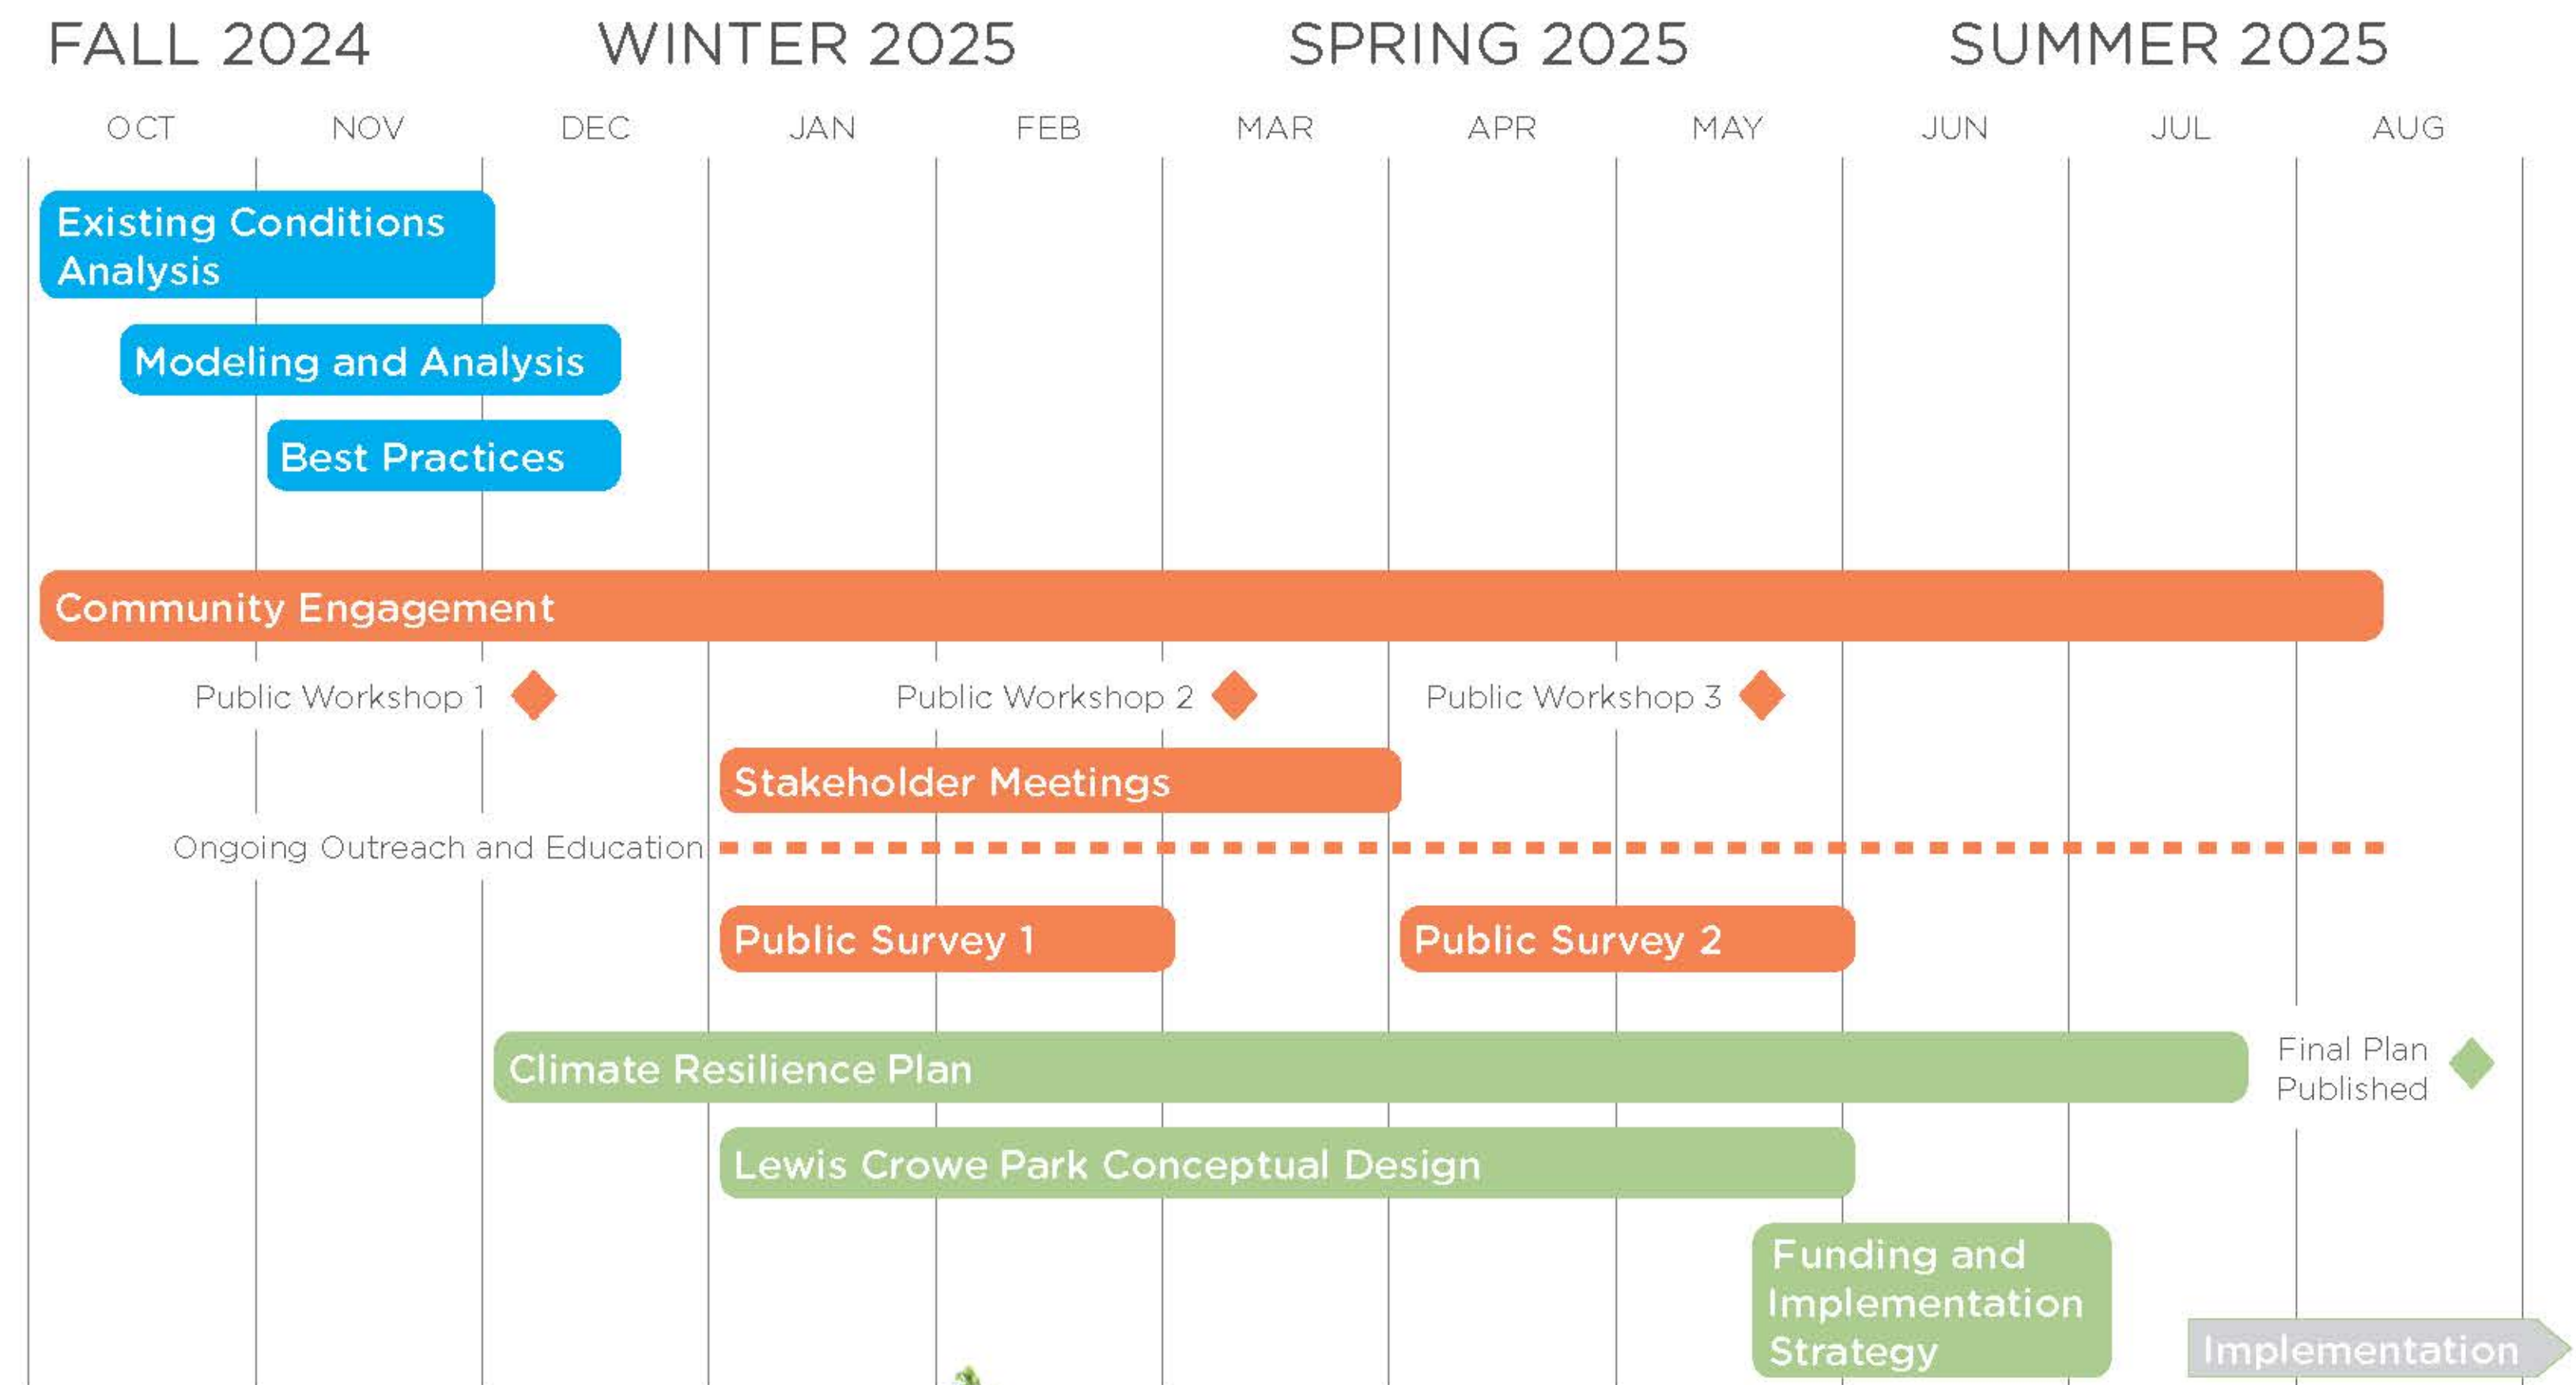 FALL 2024 WINTER 2025 SPRING 2025 SUMMER 2025
OCT NOV DEC JAN FEB MAR APR MAY JUN JUL AUG
Existing Conditions
Analysis
Modeling and Analysis
Best Practices
Community Engagement
Public Workshop 1 Public Workshop 2 Public Workshop 3
Stakeholder Meetings
Ongoing Outreach and Education
Public Survey 1 Public Survey 2
Climate Resilience Plan
Final Plan
Published
Lewis Crowe Park Conceptual Design
Funding and
Implementation
Strategy
Implementation